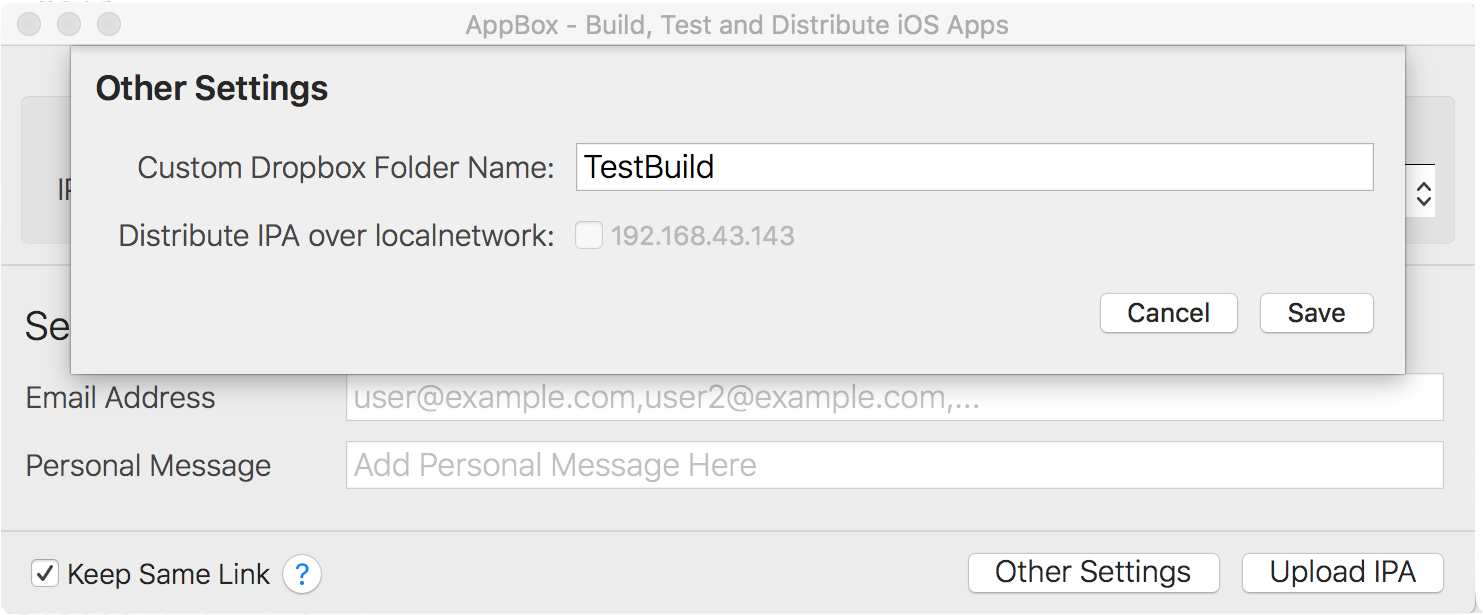 AppBox - Build, Test and Distribute iOS Apps
Other Settings
Custom Dropbox Folder Name: TestBuild
Distribute IPA over localnetwork: 192.168.43.143
Cancel Save
Email Address user@example.com,user2@example.com,...
Personal Message Add Personal Message Here
Keep Same Link ? Other Settings Upload IPA